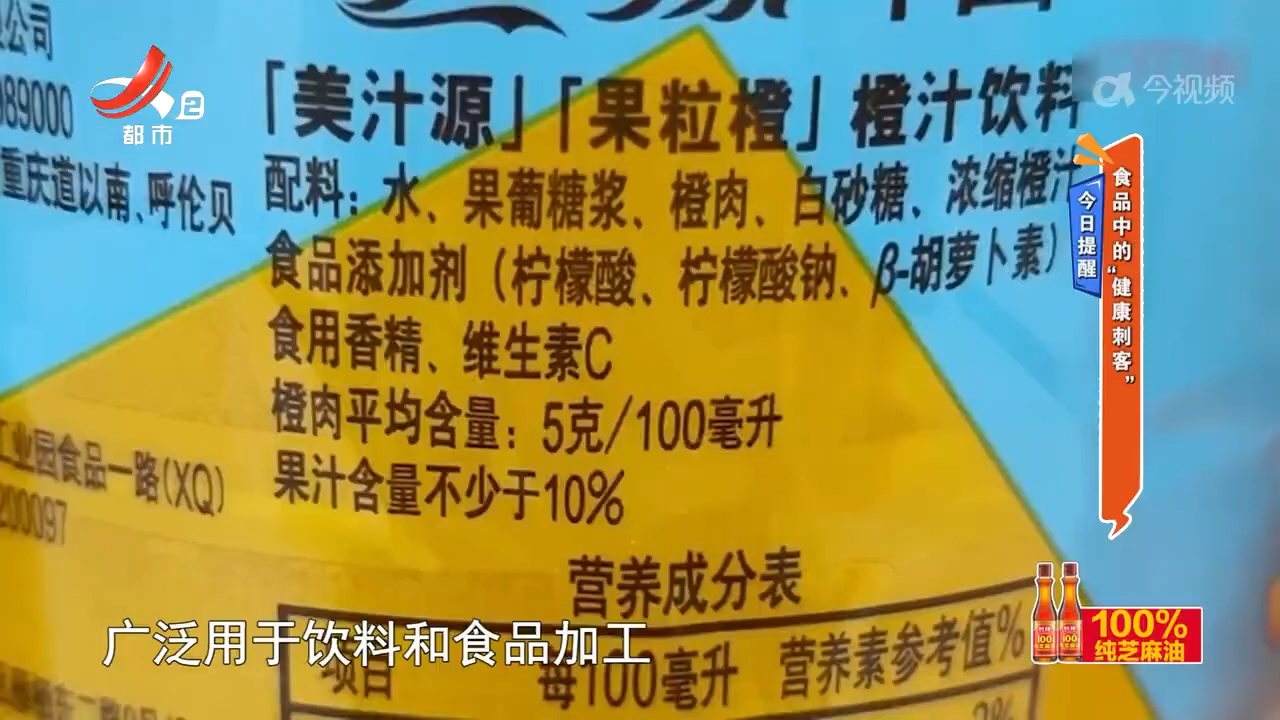 公司
989000
重庆道以南、呼伦贝
「美汁源」「果粒橙」橙汁饮料
配料：水、果葡糖浆、橙肉、白砂糖、浓缩橙汁
食品添加剂（柠檬酸、柠檬酸钠、β-胡萝卜素）
食用香精、维生素C
橙肉平均含量：5克/100毫升
果汁含量不少于10%
工业园食品一路(XQ)
200097
营养成分表
项目 每100毫升 营养素参考值%
都市2
今视频
今日提醒
食品中的“健康刺客”
100%
纯芝麻油
广泛用于饮料和食品加工